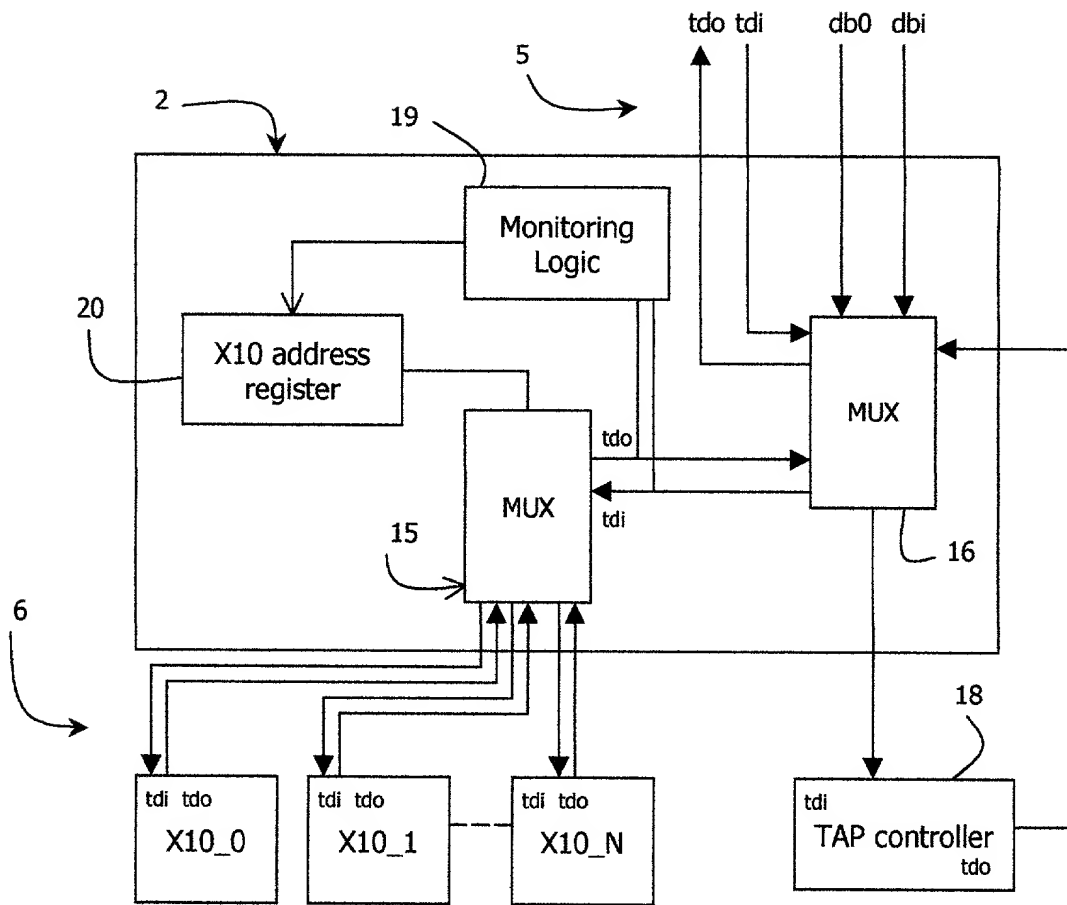 tdo tdi db0 dbi
5
2
19
Monitoring
Logic
20
X10 address
register
MUX
tdo
MUX
tdi
15
16
6
18
tdi tdo
X10_0
tdi tdo
X10_1
tdi tdo
X10_N
tdi
TAP controller
tdo